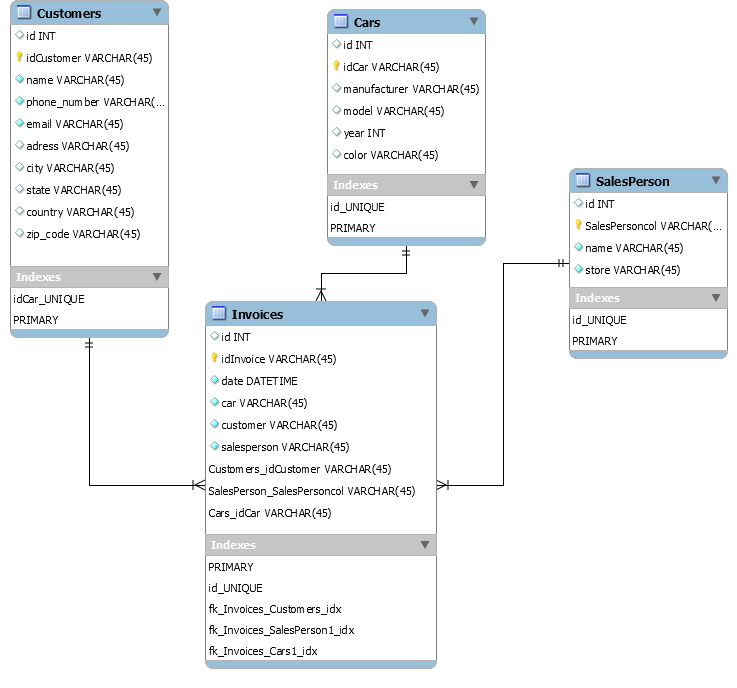 Customers
id INT
idCustomer VARCHAR(45)
name VARCHAR(45)
phone_number VARCHAR(...
email VARCHAR(45)
adress VARCHAR(45)
city VARCHAR(45)
state VARCHAR(45)
country VARCHAR(45)
zip_code VARCHAR(45)
Indexes
idCar_UNIQUE
PRIMARY
Cars
id INT
idCar VARCHAR(45)
manufacturer VARCHAR(45)
model VARCHAR(45)
year INT
color VARCHAR(45)
Indexes
id_UNIQUE
PRIMARY
SalesPerson
id INT
SalesPersoncol VARCHAR(...
name VARCHAR(45)
store VARCHAR(45)
Indexes
id_UNIQUE
PRIMARY
Invoices
id INT
idInvoice VARCHAR(45)
date DATETIME
car VARCHAR(45)
customer VARCHAR(45)
salesperson VARCHAR(45)
Customers_idCustomer VARCHAR(45)
SalesPerson_SalesPersoncol VARCHAR(45)
Cars_idCar VARCHAR(45)
Indexes
PRIMARY
id_UNIQUE
fk_Invoices_Customers_idx
fk_Invoices_SalesPerson1_idx
fk_Invoices_Cars1_idx